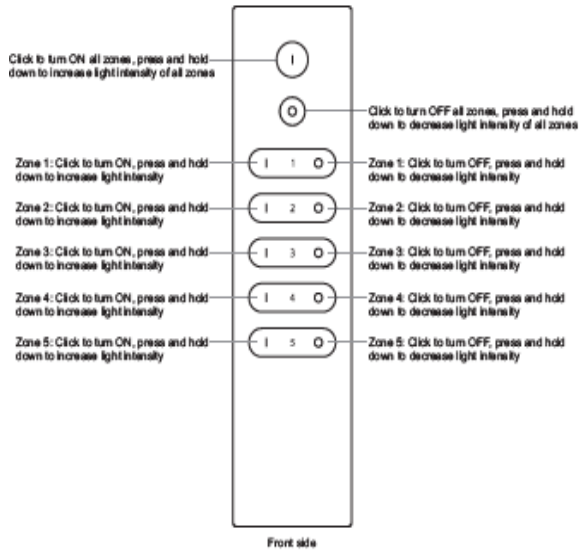 Click to turn ON all zones, press and hold
down to increase light intensity of all zones
I
O
Click to turn OFF all zones, press and hold
down to decrease light intensity of all zones
Zone 1: Click to turn ON, press and hold
down to increase light intensity
I 1 O
Zone 1: Click to turn OFF, press and hold
down to decrease light intensity
Zone 2: Click to turn ON, press and hold
down to increase light intensity
I 2 O
Zone 2: Click to turn OFF, press and hold
down to decrease light intensity
Zone 3: Click to turn ON, press and hold
down to increase light intensity
I 3 O
Zone 3: Click to turn OFF, press and hold
down to decrease light intensity
Zone 4: Click to turn ON, press and hold
down to increase light intensity
I 4 O
Zone 4: Click to turn OFF, press and hold
down to decrease light intensity
Zone 5: Click to turn ON, press and hold
down to increase light intensity
I 5 O
Zone 5: Click to turn OFF, press and hold
down to decrease light intensity
Front side